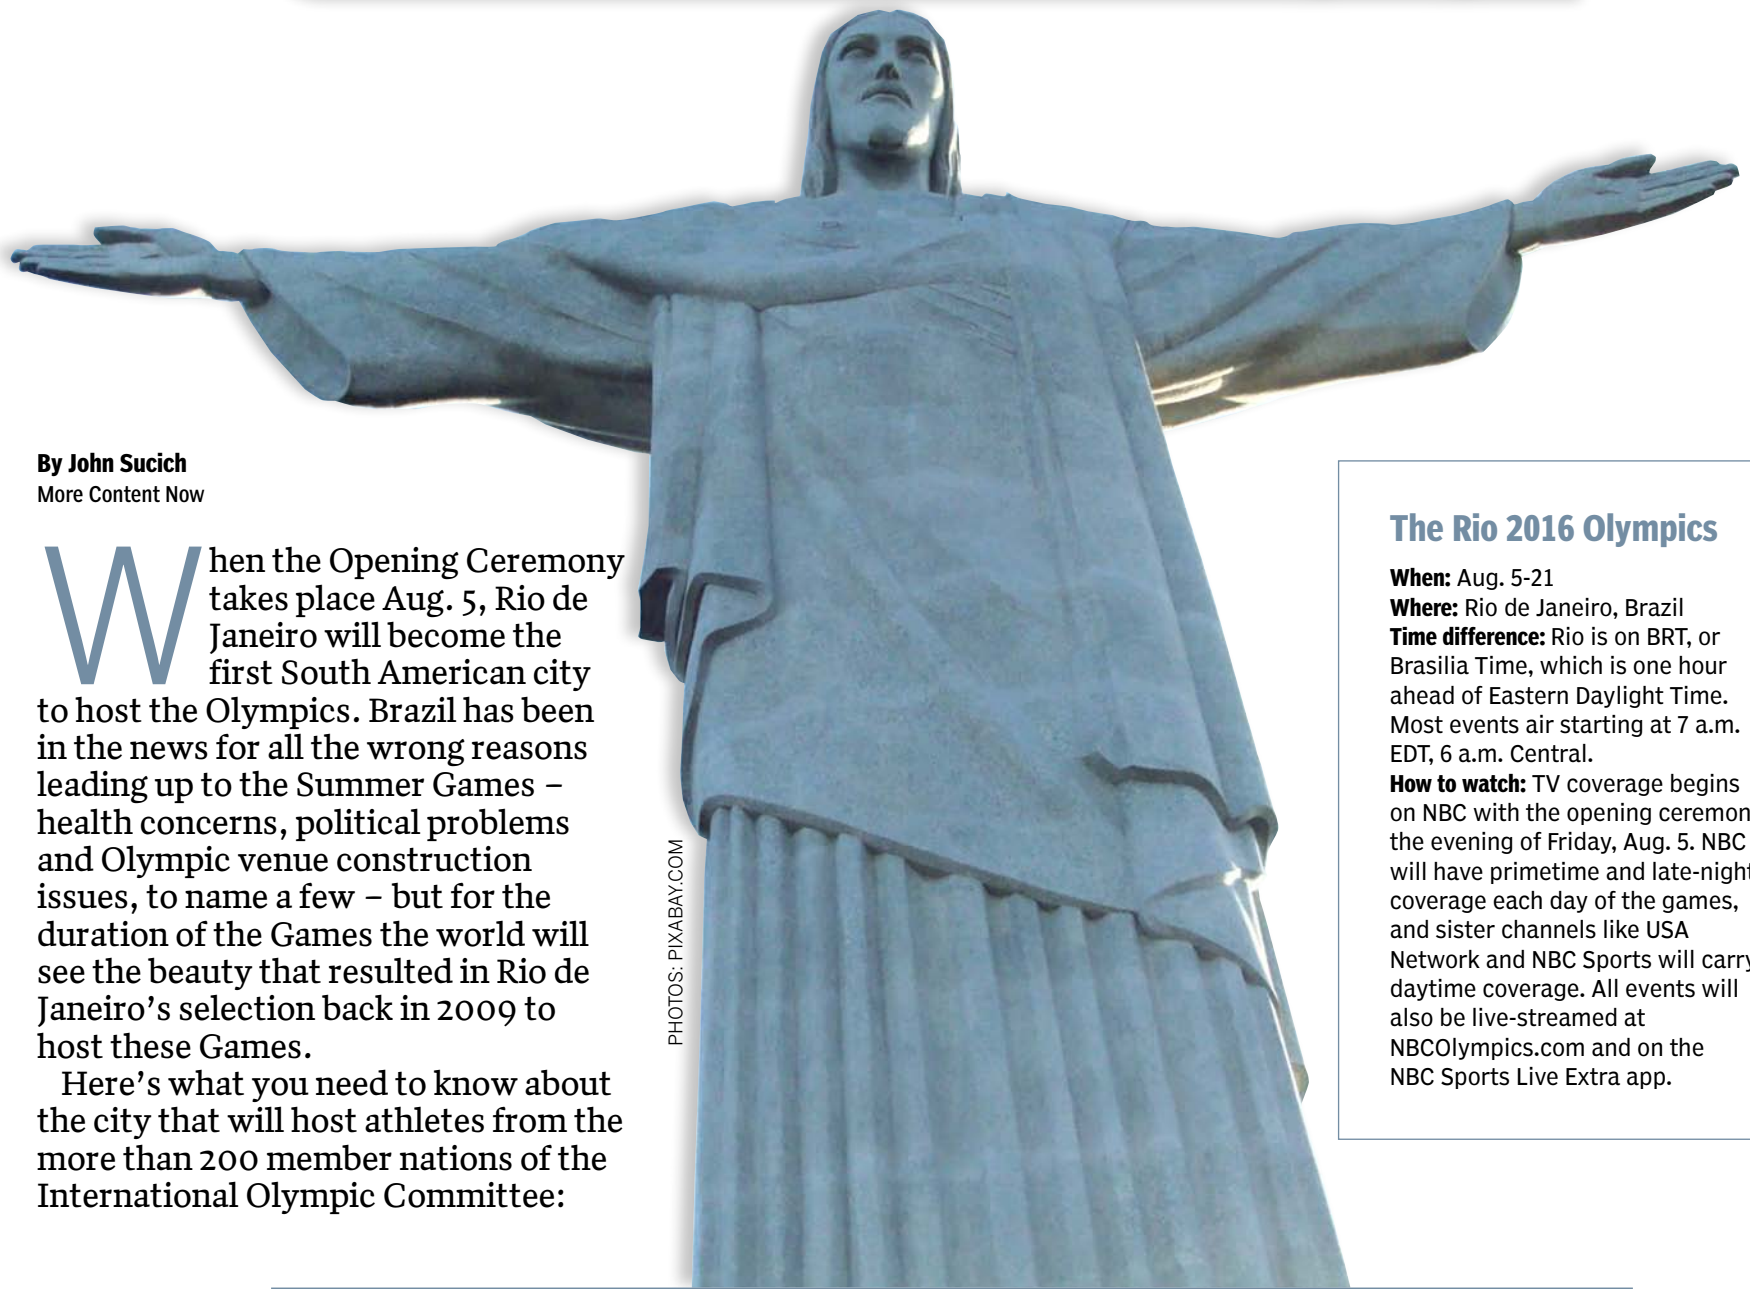 By John Sucich
More Content Now
When the Opening Ceremony
takes place Aug. 5, Rio de
Janeiro will become the
first South American city
to host the Olympics. Brazil has been
in the news for all the wrong reasons
leading up to the Summer Games –
health concerns, political problems
and Olympic venue construction
issues, to name a few – but for the
duration of the Games the world will
see the beauty that resulted in Rio de
Janeiro’s selection back in 2009 to
host these Games.
Here’s what you need to know about
the city that will host athletes from the
more than 200 member nations of the
International Olympic Committee:
PHOTOS: PIXABAY.COM
The Rio 2016 Olympics
When: Aug. 5-21
Where: Rio de Janeiro, Brazil
Time difference: Rio is on BRT, or
Brasilia Time, which is one hour
ahead of Eastern Daylight Time.
Most events air starting at 7 a.m.
EDT, 6 a.m. Central.
How to watch: TV coverage begins
on NBC with the opening ceremon
the evening of Friday, Aug. 5. NBC
will have primetime and late-night
coverage each day of the games,
and sister channels like USA
Network and NBC Sports will carry
daytime coverage. All events will
also be live-streamed at
NBCOlympics.com and on the
NBC Sports Live Extra app.